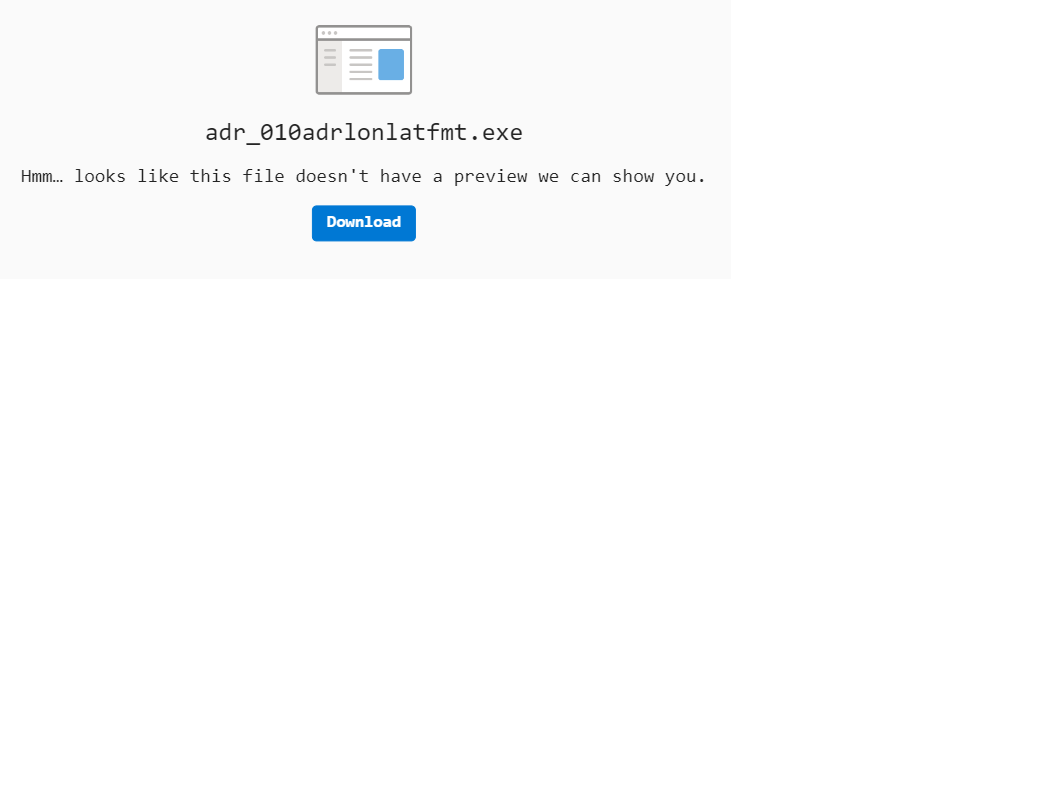 adr_010adrlonlatfmt.exe
Hmm… looks like this file doesn't have a preview we can show you.
Download